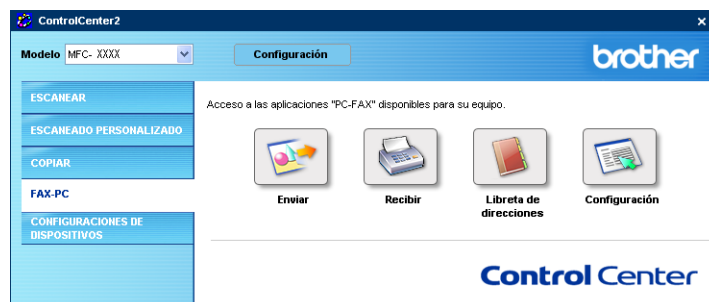 ControlCenter2
Modelo MFC- XXXX
Configuración
brother
ESCANEAR
ESCANEADO PERSONALIZADO
COPIAR
FAX-PC
CONFIGURACIONES DE
DISPOSITIVOS
Acceso a las aplicaciones "PC-FAX" disponibles para su equipo.
Enviar
Recibir
Libreta de
direcciones
Configuración
Control Center